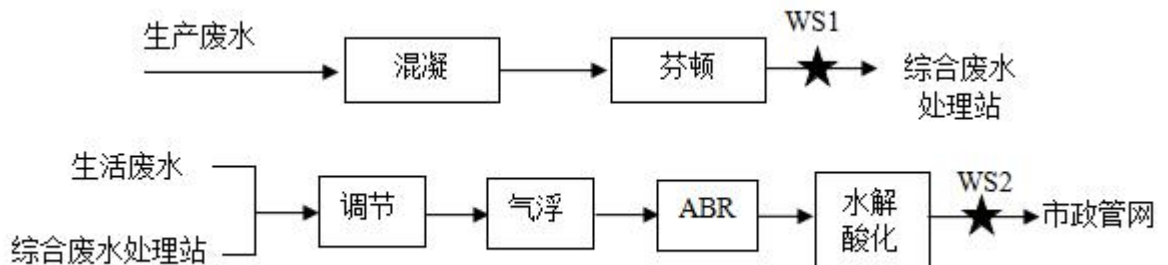 WS1
生产废水
混凝
芬顿
综合废水
处理站
生活废水
综合废水处理站
调节
气浮
ABR
水解
酸化
WS2
市政管网